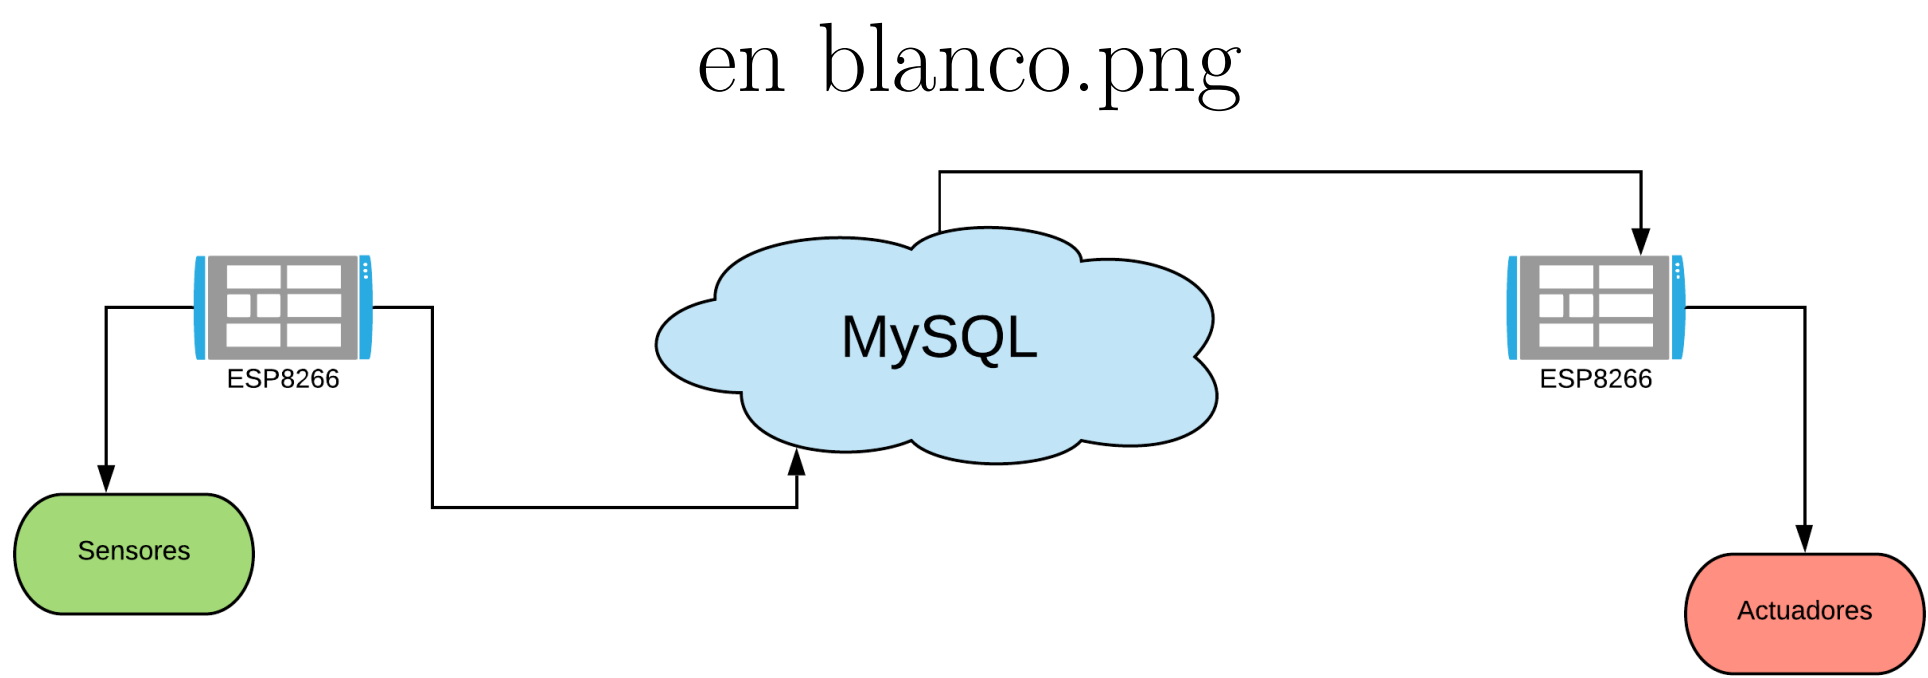 en blanco.png
MySQL
ESP8266
ESP8266
Sensores
Actuadores